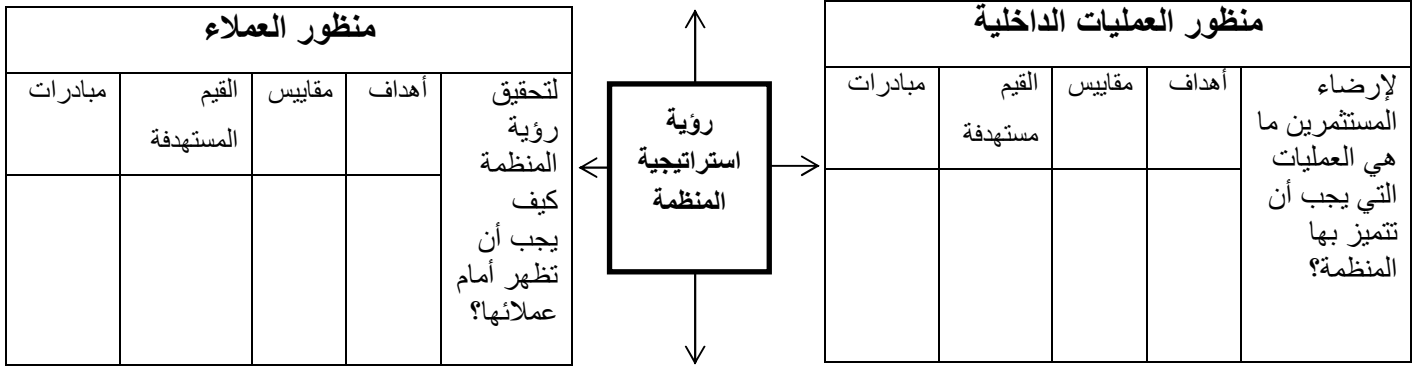 منظور العمليات الداخلية
لإرضاء
المستثمرين ما
هي العمليات
التي يجب أن
تتميز بها
المنظمة؟
أهداف
مقاييس
القيم
مستهدفة
مبادرات
رؤية
استراتيجية
المنظمة
منظور العملاء
لتحقيق
رؤية
المنظمة
كيف
يجب أن
تظهر أمام
عملائها؟
أهداف
مقاييس
القيم
المستهدفة
مبادرات